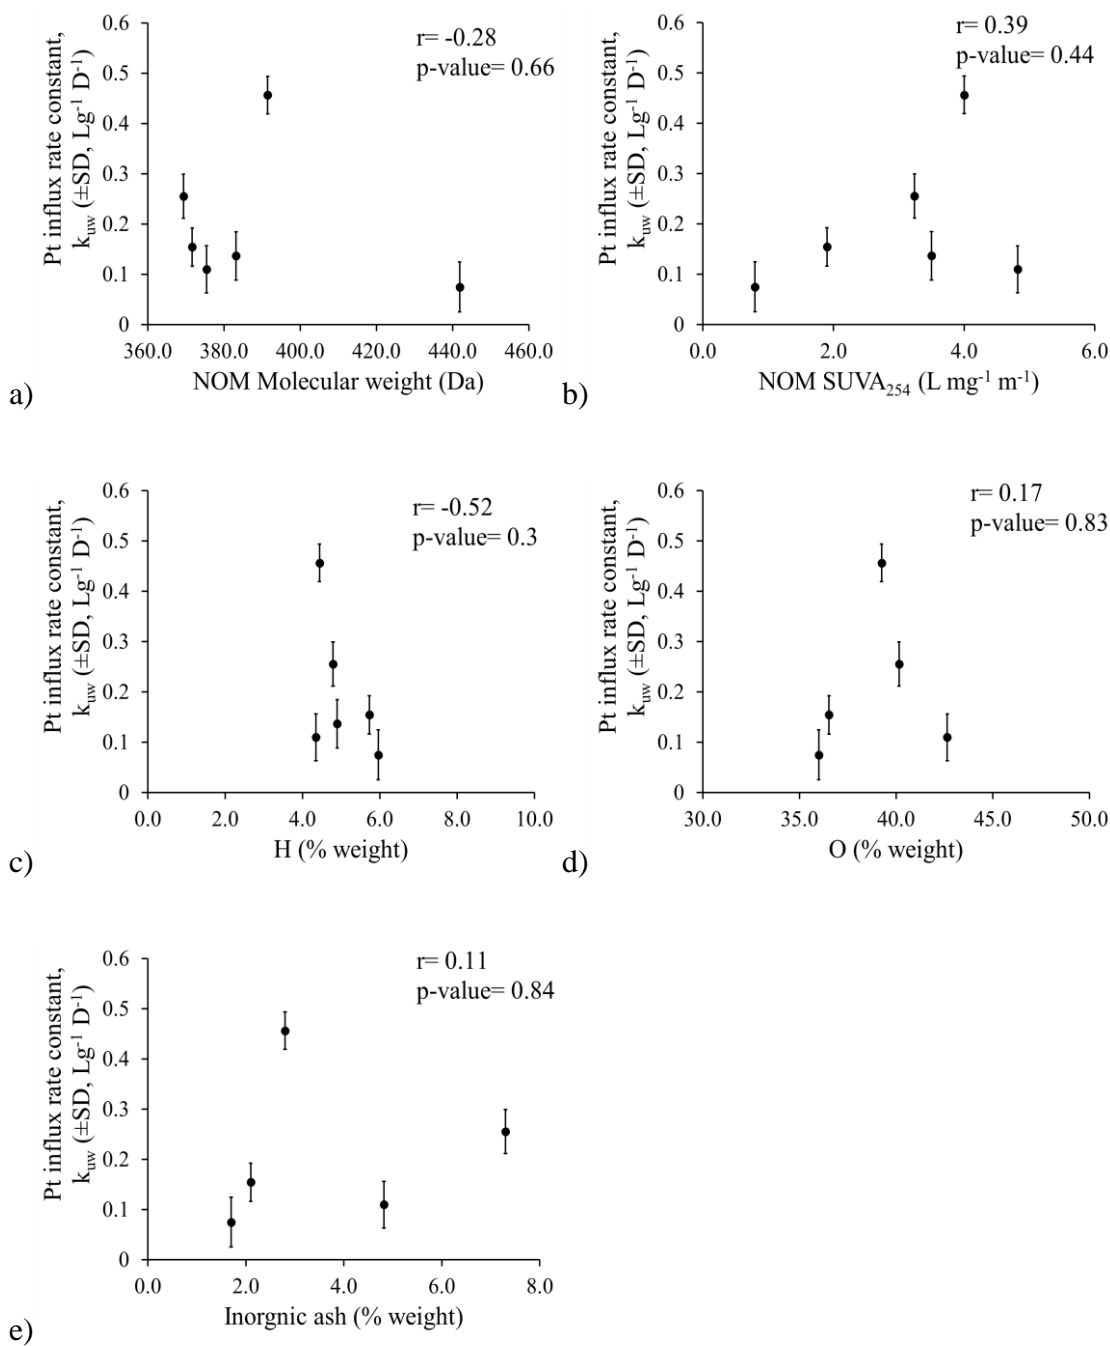 Pt influx rate constant,
k_uw (±SD, Lg⁻¹ D⁻¹)
0.6
0.5
0.4
0.3
0.2
0.1
0
r= -0.28
p-value= 0.66
360.0 380.0 400.0 420.0 440.0 460.0
NOM Molecular weight (Da)
a)
Pt influx rate constant,
k_uw (±SD, Lg⁻¹ D⁻¹)
0.6
0.5
0.4
0.3
0.2
0.1
0
r= 0.39
p-value= 0.44
0.0 2.0 4.0 6.0
NOM SUVA₂₅₄ (L mg⁻¹ m⁻¹)
b)
Pt influx rate constant,
k_uw (±SD, Lg⁻¹ D⁻¹)
0.6
0.5
0.4
0.3
0.2
0.1
0
r= -0.52
p-value= 0.3
0.0 2.0 4.0 6.0 8.0 10.0
H (% weight)
c)
Pt influx rate constant,
k_uw (±SD, Lg⁻¹ D⁻¹)
0.6
0.5
0.4
0.3
0.2
0.1
0
r= 0.17
p-value= 0.83
30.0 35.0 40.0 45.0 50.0
O (% weight)
d)
Pt influx rate constant,
k_uw (±SD, Lg⁻¹ D⁻¹)
0.6
0.5
0.4
0.3
0.2
0.1
0
r= 0.11
p-value= 0.84
0.0 2.0 4.0 6.0 8.0
Inorgnic ash (% weight)
e)